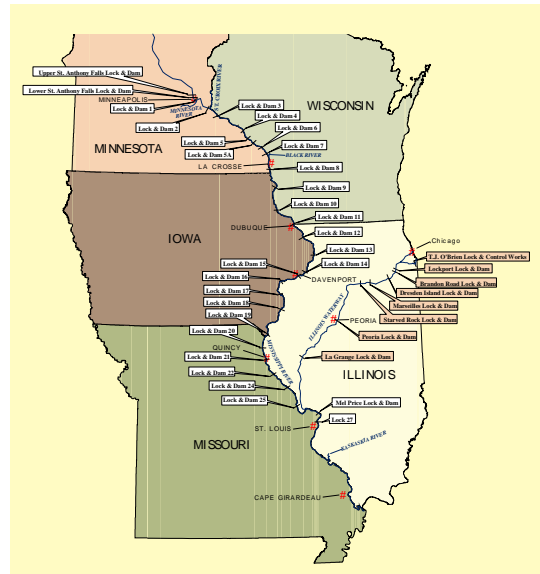 Upper St. Anthony Falls Lock & Dam
Lower St. Anthony Falls Lock & Dam
MINNEAPOLIS
Lock & Dam 1
MINNESOTA
RIVER
ST. CROIX RIVER
Lock & Dam 2
Lock & Dam 3
Lock & Dam 4
WISCONSIN
Lock & Dam 5
Lock & Dam 6
MINNESOTA
Lock & Dam 5A
Lock & Dam 7
BLACK RIVER
LA CROSSE
Lock & Dam 8
Lock & Dam 9
Lock & Dam 10
Lock & Dam 11
DUBUQUE
Lock & Dam 12
IOWA
Lock & Dam 13
Chicago
T.J. O'Brien Lock & Control Works
Lock & Dam 15
Lock & Dam 14
Lockport Lock & Dam
Lock & Dam 16
DAVENPORT
Brandon Road Lock & Dam
Lock & Dam 17
Dresden Island Lock & Dam
Lock & Dam 18
Marseilles Lock & Dam
Lock & Dam 19
ILLINOIS WATERWAY
PEORIA
Starved Rock Lock & Dam
Lock & Dam 20
Peoria Lock & Dam
QUINCY
MISSISSIPPI RIVER
Lock & Dam 21
La Grange Lock & Dam
Lock & Dam 22
ILLINOIS
Lock & Dam 24
Lock & Dam 25
Mel Price Lock & Dam
Lock 27
ST. LOUIS
MISSOURI
KASKASKIA RIVER
CAPE GIRARDEAU